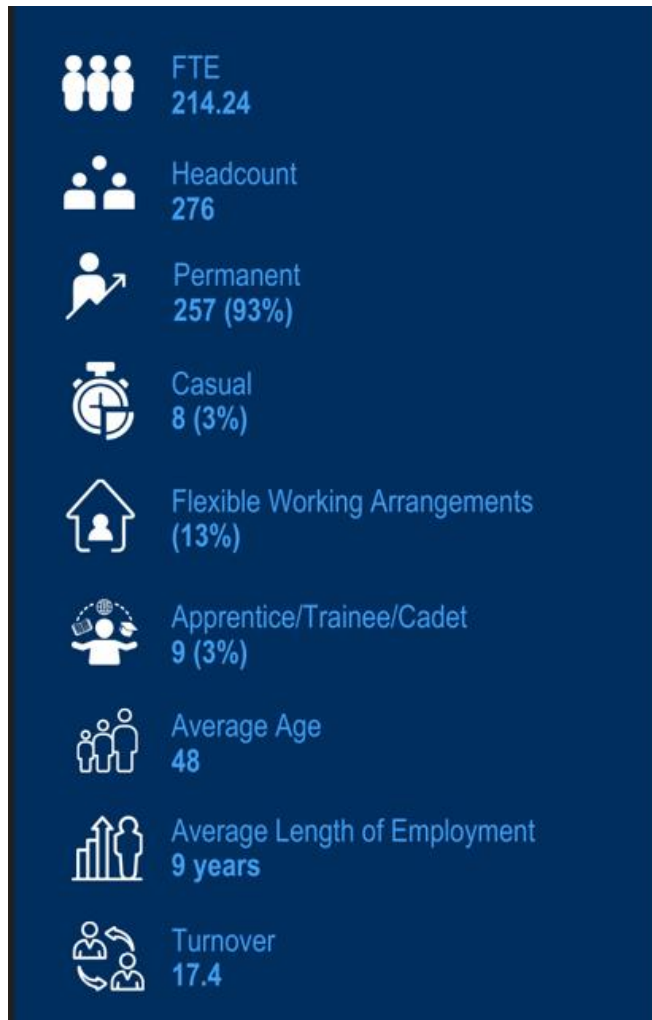 FTE
214.24
Headcount
276
Permanent
257 (93%)
Casual
8 (3%)
Flexible Working Arrangements
(13%)
Apprentice/Trainee/Cadet
9 (3%)
Average Age
48
Average Length of Employment
9 years
Turnover
17.4